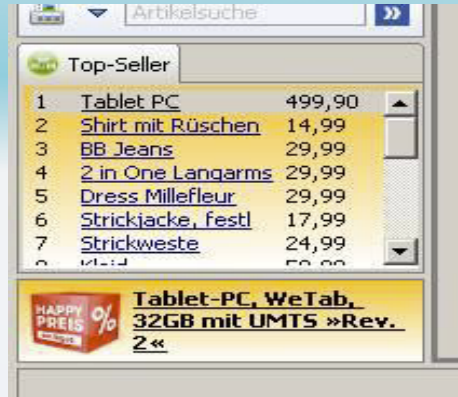 Artikelsuche »
Top-Seller
1 Tablet PC 499,90
2 Shirt mit Rüschen 14,99
3 BB Jeans 29,99
4 2 in One Langarms 29,99
5 Dress Millefleur 29,99
6 Strickjacke, festl 17,99
7 Strickweste 24,99
HAPPY
PREIS %
Tablet-PC, WeTab,
32GB mit UMTS »Rev.
2«